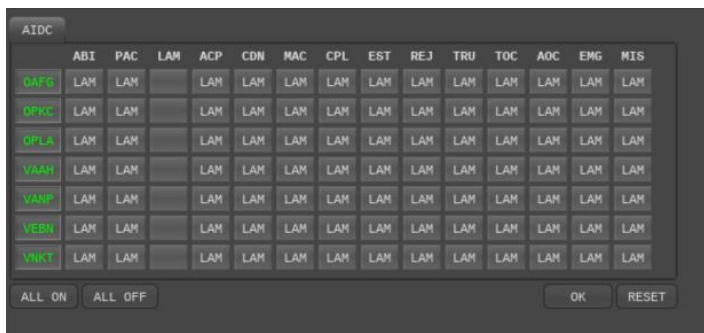 AIDC
ABI PAC LAM ACP CDN MAC CPL EST REJ TRU TOC AOC EMG MIS
OAFG LAM LAM LAM LAM LAM LAM LAM LAM LAM LAM LAM LAM LAM
OPKC LAM LAM LAM LAM LAM LAM LAM LAM LAM LAM LAM LAM LAM
OPLA LAM LAM LAM LAM LAM LAM LAM LAM LAM LAM LAM LAM LAM
VAAH LAM LAM LAM LAM LAM LAM LAM LAM LAM LAM LAM LAM LAM
VANP LAM LAM LAM LAM LAM LAM LAM LAM LAM LAM LAM LAM LAM
VEBN LAM LAM LAM LAM LAM LAM LAM LAM LAM LAM LAM LAM LAM
VNKT LAM LAM LAM LAM LAM LAM LAM LAM LAM LAM LAM LAM LAM
ALL ON ALL OFF OK RESET